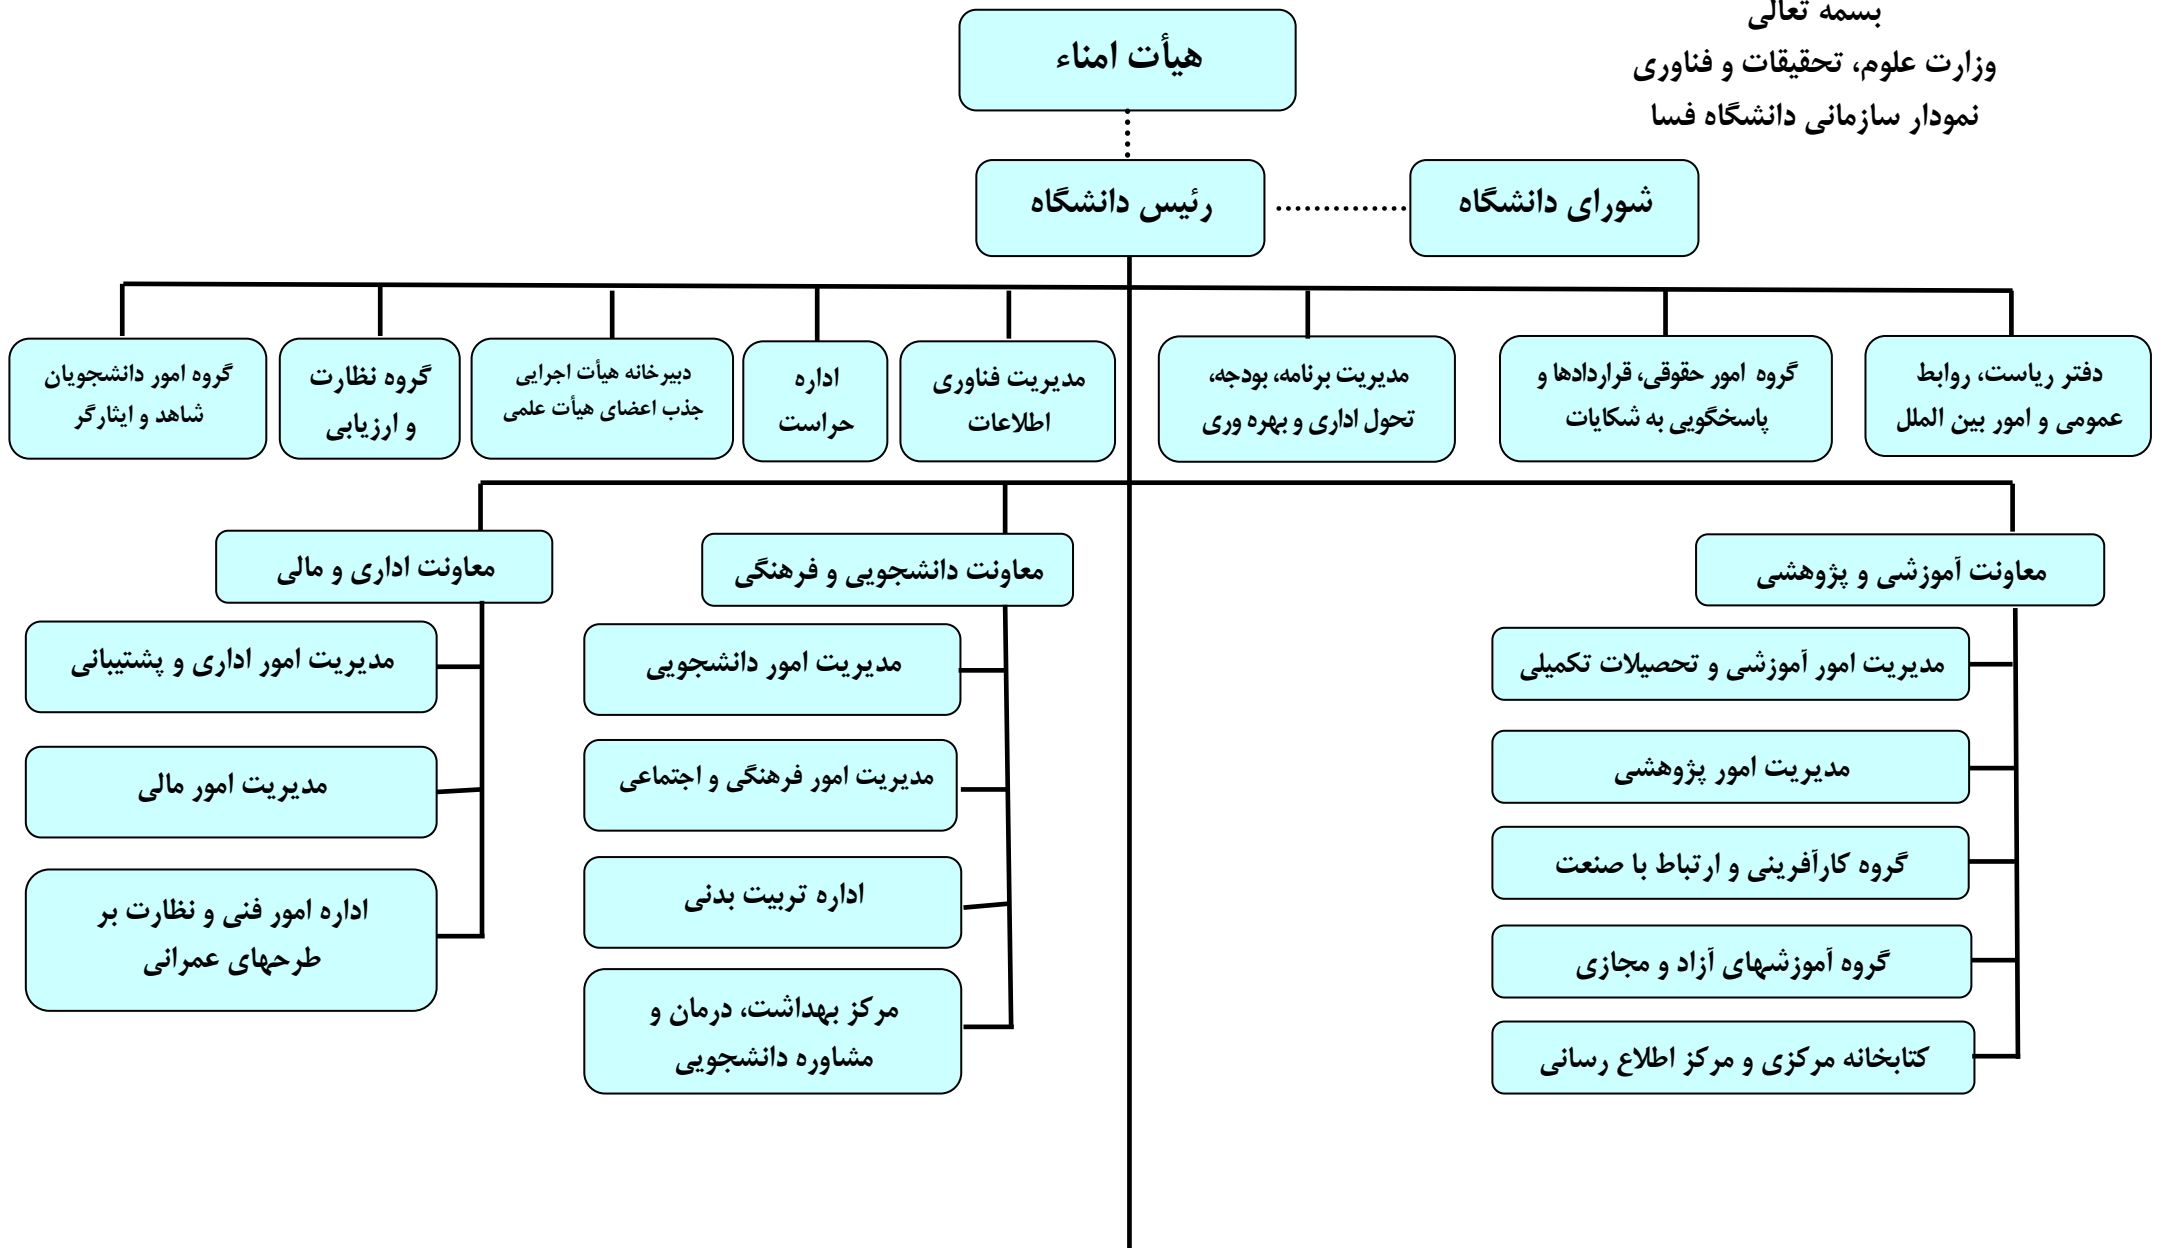 بسمه تعالی
وزارت علوم، تحقیقات و فناوری
نمودار سازمانی دانشگاه فسا
هیأت امناء
شورای دانشگاه
رئیس دانشگاه
دفتر ریاست، روابط
عمومی و امور بین الملل
گروه امور حقوقی، قراردادها و
پاسخگویی به شکایات
مدیریت برنامه، بودجه،
تحول اداری و بهره وری
مدیریت فناوری
اطلاعات
اداره
حراست
دبیرخانه هیأت اجرایی
جذب اعضای هیأت علمی
گروه نظارت
و ارزیابی
گروه امور دانشجویان
شاهد و ایثارگر
معاونت آموزشی و پژوهشی
مدیریت امور آموزشی و تحصیلات تکمیلی
مدیریت امور پژوهشی
گروه کارآفرینی و ارتباط با صنعت
گروه آموزشهای آزاد و مجازی
کتابخانه مرکزی و مرکز اطلاع رسانی
معاونت دانشجویی و فرهنگی
مدیریت امور دانشجویی
مدیریت امور فرهنگی و اجتماعی
اداره تربیت بدنی
مرکز بهداشت، درمان و
مشاوره دانشجویی
معاونت اداری و مالی
مدیریت امور اداری و پشتیبانی
مدیریت امور مالی
اداره امور فنی و نظارت بر
طرحهای عمرانی